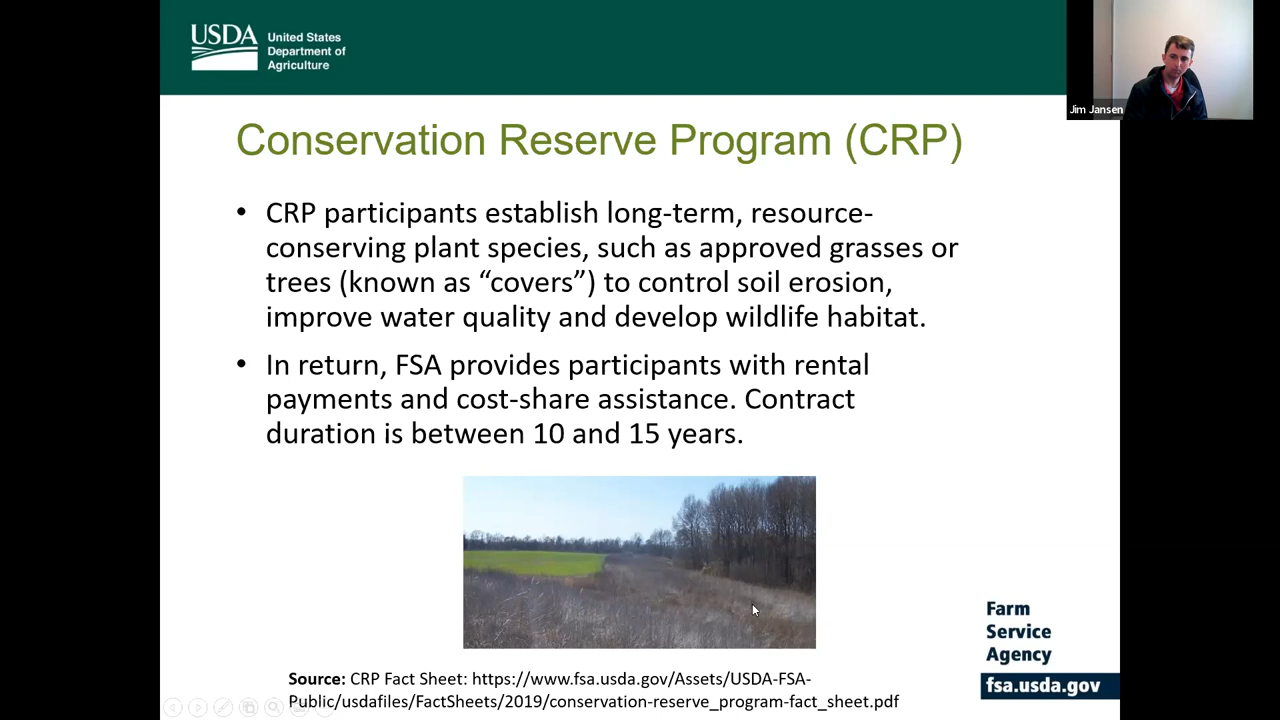 USDA
United States
Department of
Agriculture
Jim Jansen
Conservation Reserve Program (CRP)
• CRP participants establish long-term, resource-
conserving plant species, such as approved grasses or
trees (known as “covers”) to control soil erosion,
improve water quality and develop wildlife habitat.
• In return, FSA provides participants with rental
payments and cost-share assistance. Contract
duration is between 10 and 15 years.
Farm
Service
Agency
fsa.usda.gov
Source: CRP Fact Sheet: https://www.fsa.usda.gov/Assets/USDA-FSA-
Public/usdafiles/FactSheets/2019/conservation-reserve_program-fact_sheet.pdf